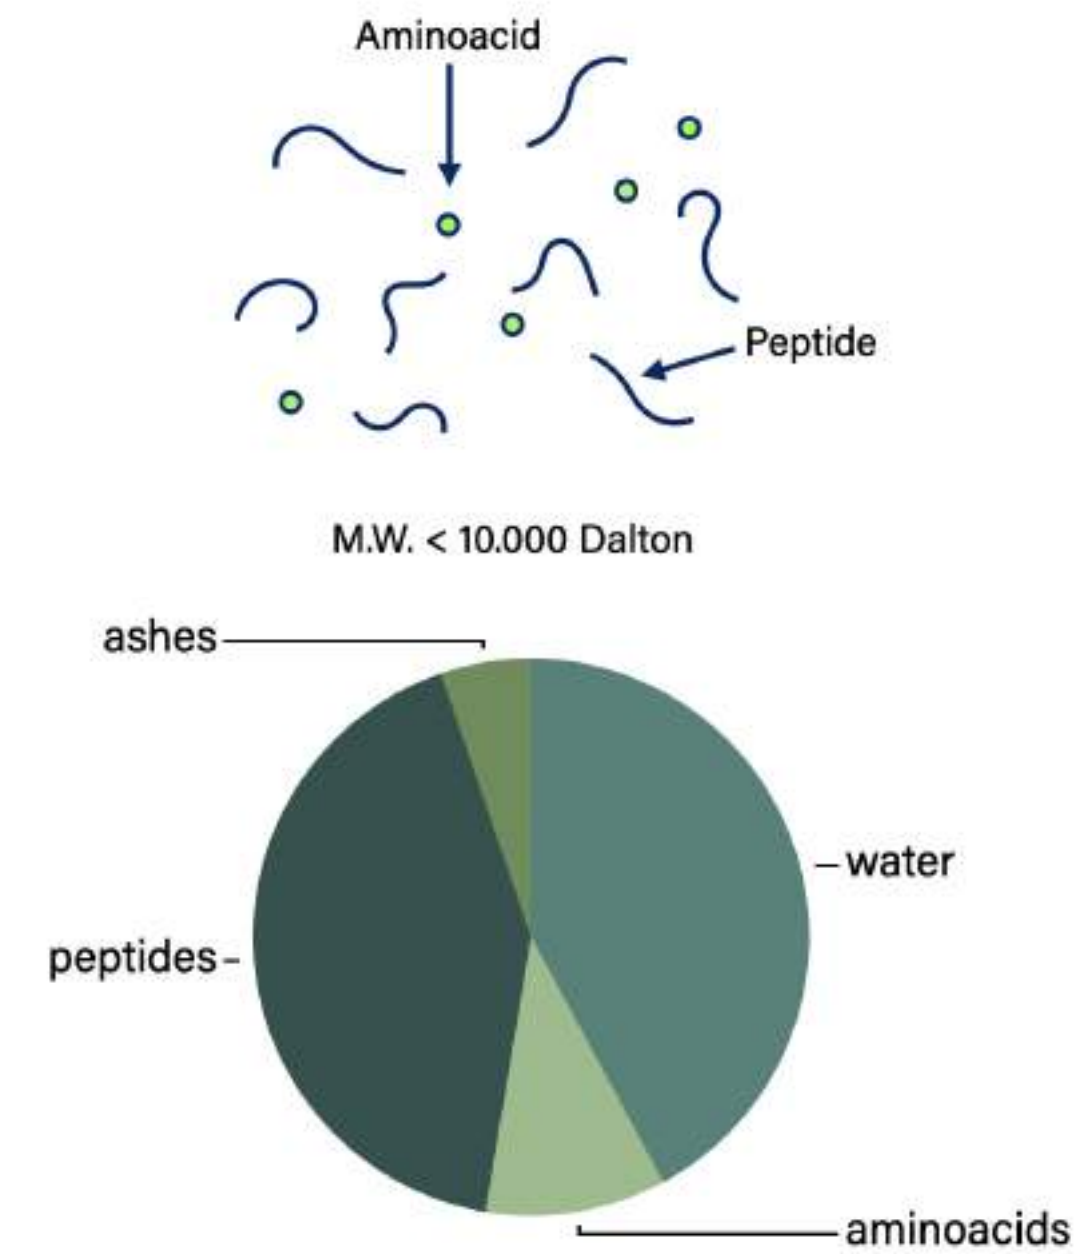 Aminoacid
Peptide
M.W. < 10.000 Dalton
ashes
water
peptides
aminoacids